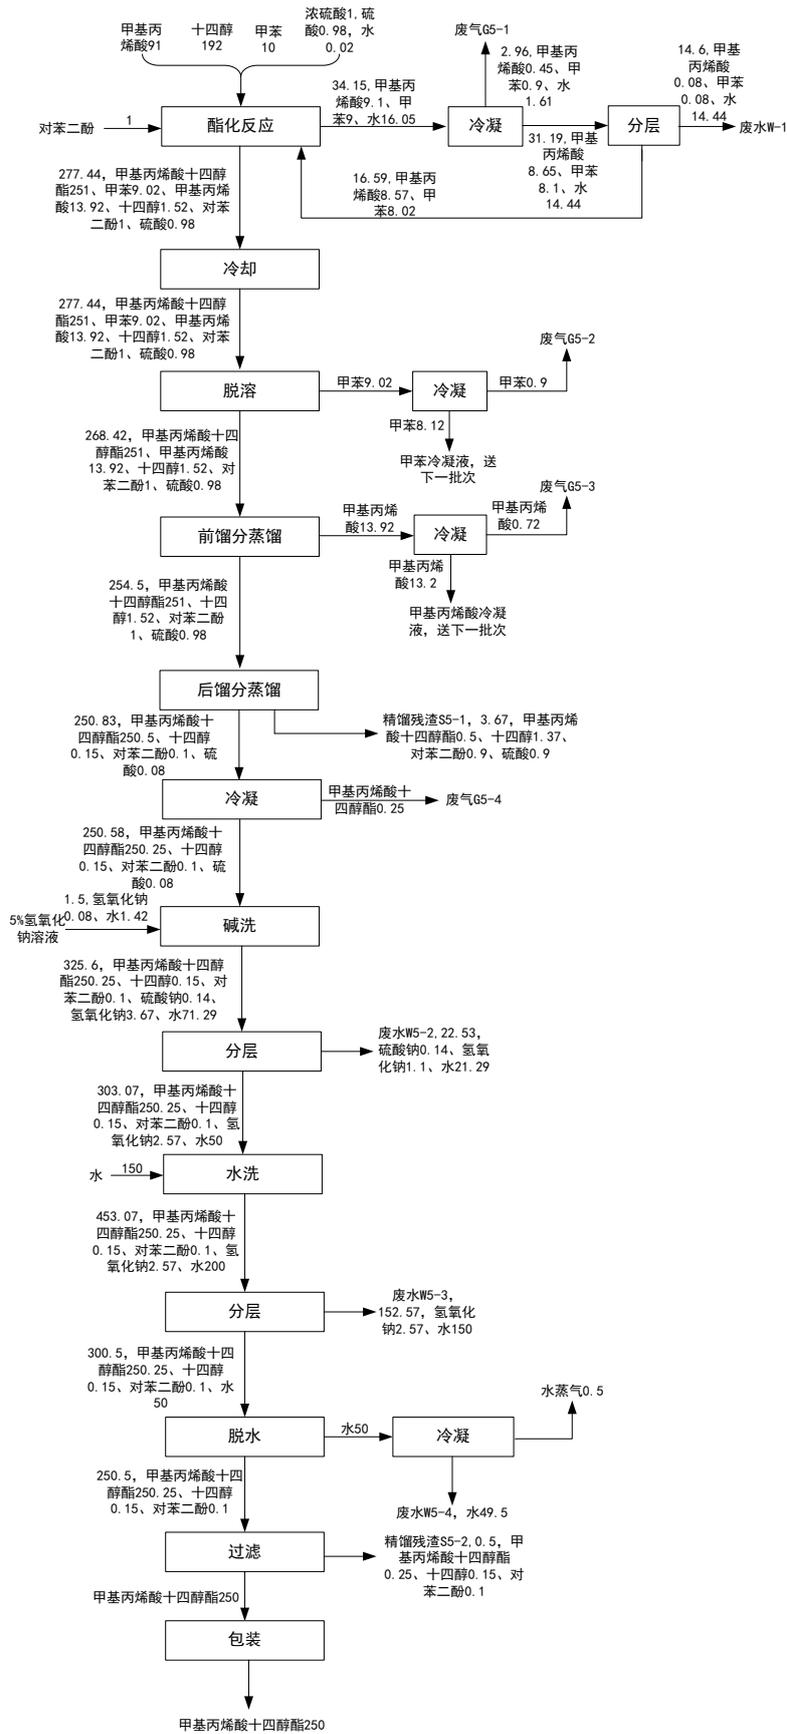 甲基丙
烯酸91
十四醇
192
甲苯
10
浓硫酸1,硫
酸0.98，水
0.02
废气G5-1
2.96,甲基丙
烯酸0.45、甲
苯0.9、水
1.61
14.6,甲基
丙烯酸
0.08、甲苯
0.08、水
14.44
对苯二酚
1
酯化反应
34.15,甲基丙
烯酸9.1、甲
苯9、水16.05
冷凝
31.19,甲基
丙烯酸
8.65、甲苯
8.1、水
14.44
分层
废水W-1
16.59,甲基丙
烯酸8.57、甲
苯8.02
277.44，甲基丙烯酸十四醇
酯251、甲苯9.02、甲基丙烯
酸13.92、十四醇1.52、对苯
二酚1、硫酸0.98
冷却
277.44，甲基丙烯酸十四醇
酯251、甲苯9.02、甲基丙烯
酸13.92、十四醇1.52、对苯
二酚1、硫酸0.98
废气G5-2
脱溶
甲苯9.02
冷凝
甲苯0.9
甲苯8.12
甲苯冷凝液，送
下一批次
268.42，甲基丙烯酸十四
醇酯251、甲基丙烯酸
13.92、十四醇1.52、对
苯二酚1、硫酸0.98
废气G5-3
前馏分蒸馏
甲基丙烯
酸13.92
冷凝
甲基丙烯
酸0.72
甲基丙烯
酸13.2
甲基丙烯酸冷凝
液，送下一批次
254.5，甲基丙烯酸
十四醇酯251、十四
醇1.52、对苯二酚
1、硫酸0.98
后馏分蒸馏
精馏残渣S5-1，3.67，甲基丙烯
酸十四醇酯0.5、十四醇1.37、
对苯二酚0.9、硫酸0.9
250.83，甲基丙烯酸十
四醇酯250.5、十四醇
0.15、对苯二酚0.1、硫
酸0.08
冷凝
甲基丙烯酸十
四醇酯0.25
废气G5-4
250.58，甲基丙烯酸十
四醇酯250.25、十四醇
0.15、对苯二酚0.1、硫
酸0.08
1.5,氢氧化钠
0.08、水1.42
5%氢氧化
钠溶液
碱洗
325.6，甲基丙烯酸十四醇
酯250.25、十四醇0.15、对
苯二酚0.1、硫酸钠0.14、
氢氧化钠3.67、水71.29
分层
废水W5-2,22.53，
硫酸钠0.14、氢氧
化钠1.1、水21.29
303.07，甲基丙烯酸十
四醇酯250.25、十四醇
0.15、对苯二酚0.1、氢
氧化钠2.57、水50
水
150
水洗
453.07，甲基丙烯酸十
四醇酯250.25、十四醇
0.15、对苯二酚0.1、氢
氧化钠2.57、水200
分层
废水W5-3，
152.57，氢氧化
钠2.57、水150
300.5，甲基丙烯酸十四
醇酯250.25、十四醇
0.15、对苯二酚0.1、水
50
水蒸气0.5
脱水
水50
冷凝
废水W5-4，水49.5
250.5，甲基丙烯酸十四
醇酯250.25、十四醇
0.15、对苯二酚0.1
过滤
精馏残渣S5-2,0.5，甲
基丙烯酸十四醇酯
0.25、十四醇0.15、对
苯二酚0.1
甲基丙烯酸十四醇酯250
包装
甲基丙烯酸十四醇酯250